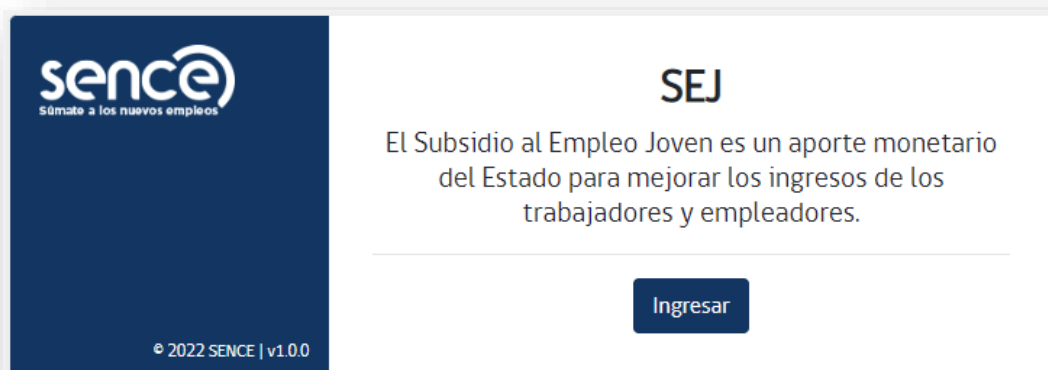 sence
Súmate a los nuevos empleos
© 2022 SENCE | v1.0.0
SEJ
El Subsidio al Empleo Joven es un aporte monetario
del Estado para mejorar los ingresos de los
trabajadores y empleadores.
Ingresar